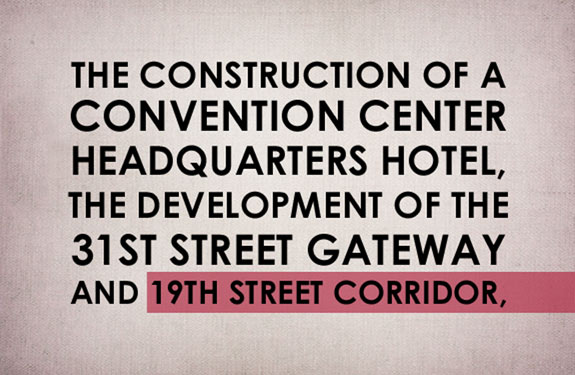 THE CONSTRUCTION OF A
CONVENTION CENTER
HEADQUARTERS HOTEL,
THE DEVELOPMENT OF THE
31ST STREET GATEWAY
AND 19TH STREET CORRIDOR,